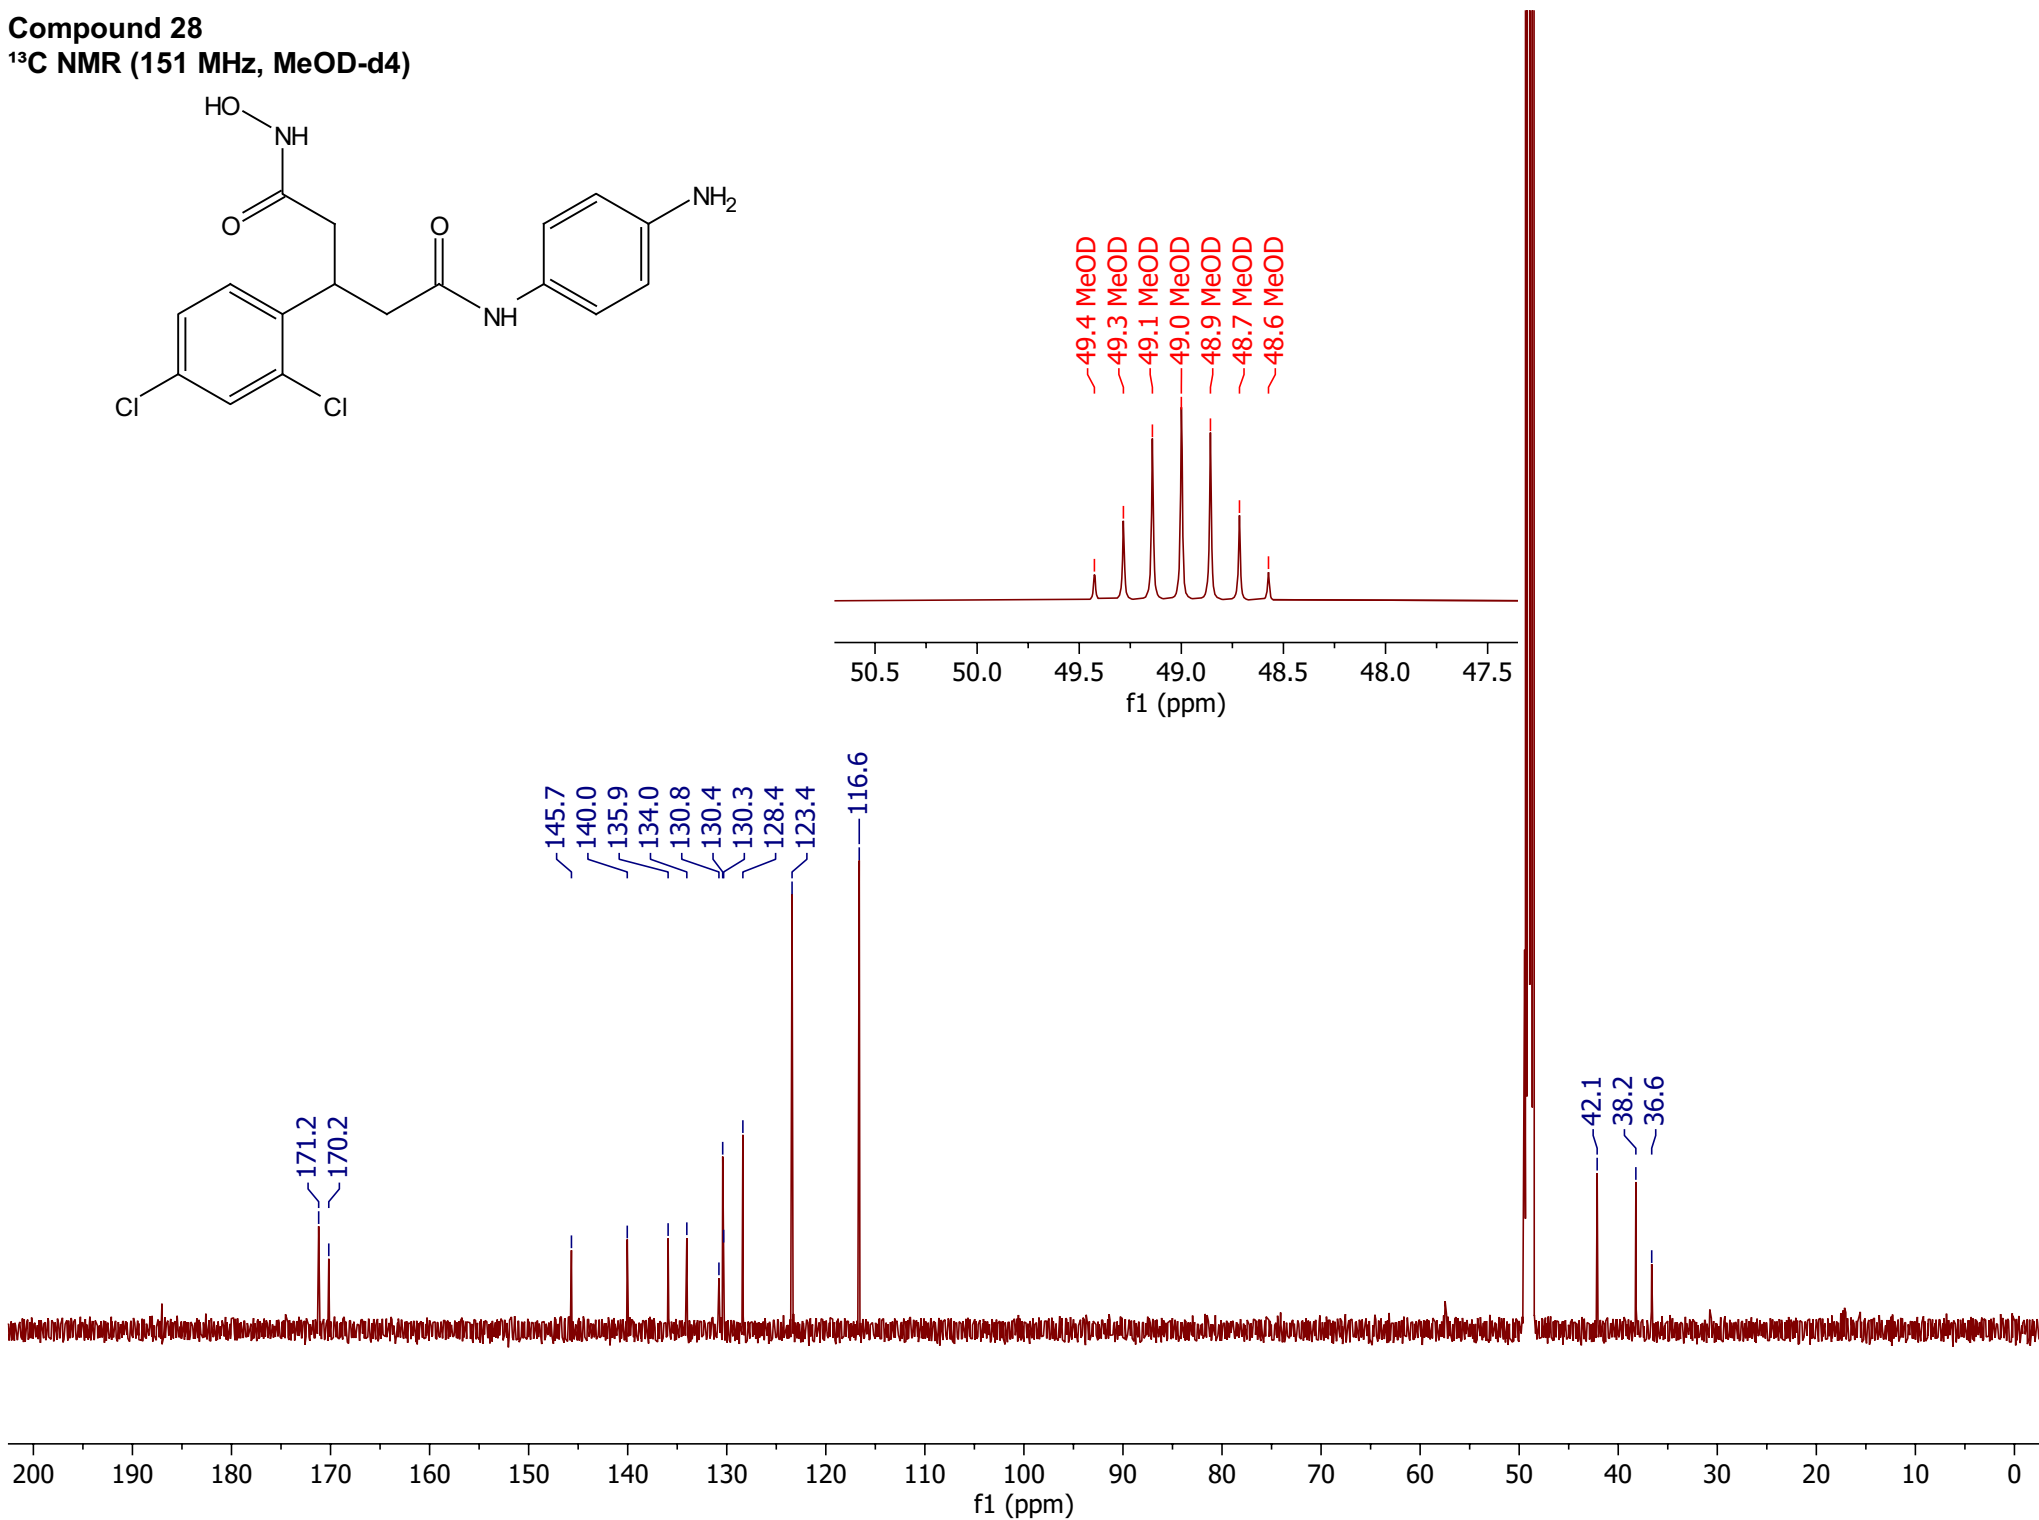 Compound 28
¹³C NMR (151 MHz, MeOD-d4)
HO
NH
O
O
NH₂
NH
Cl
Cl
49.4 MeOD
49.3 MeOD
49.1 MeOD
49.0 MeOD
48.9 MeOD
48.7 MeOD
48.6 MeOD
50.5 50.0 49.5 49.0 48.5 48.0 47.5
f1 (ppm)
171.2
170.2
145.7
140.0
135.9
134.0
130.8
130.4
130.3
128.4
123.4
116.6
42.1
38.2
36.6
200 190 180 170 160 150 140 130 120 110 100 90 80 70 60 50 40 30 20 10 0
f1 (ppm)